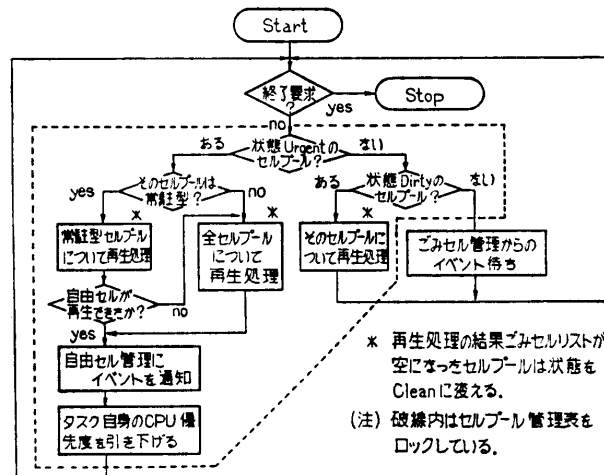 Start
終了要求
?
yes
Stop
no
状態Urgentの
セルプール?
ある
ない
そのセルプールは
常駐型?
yes
no
状態Dirtyの
セルプール?
ある
ない
*
常駐型セルプール
について再生処理
*
全セルプール
について
再生処理
*
そのセルプールに
ついて再生処理
ごみセル管理からの
イベント待ち
自由セルが
再生できたか?
no
yes
自由セル管理に
イベントを通知
タスク自身のCPU優
先度を引き下げる
* 再生処理の結果ごみセルリストが
空になったセルプールは状態を
Cleanに変える.
(注) 破線内はセルプール管理表を
ロックしている.